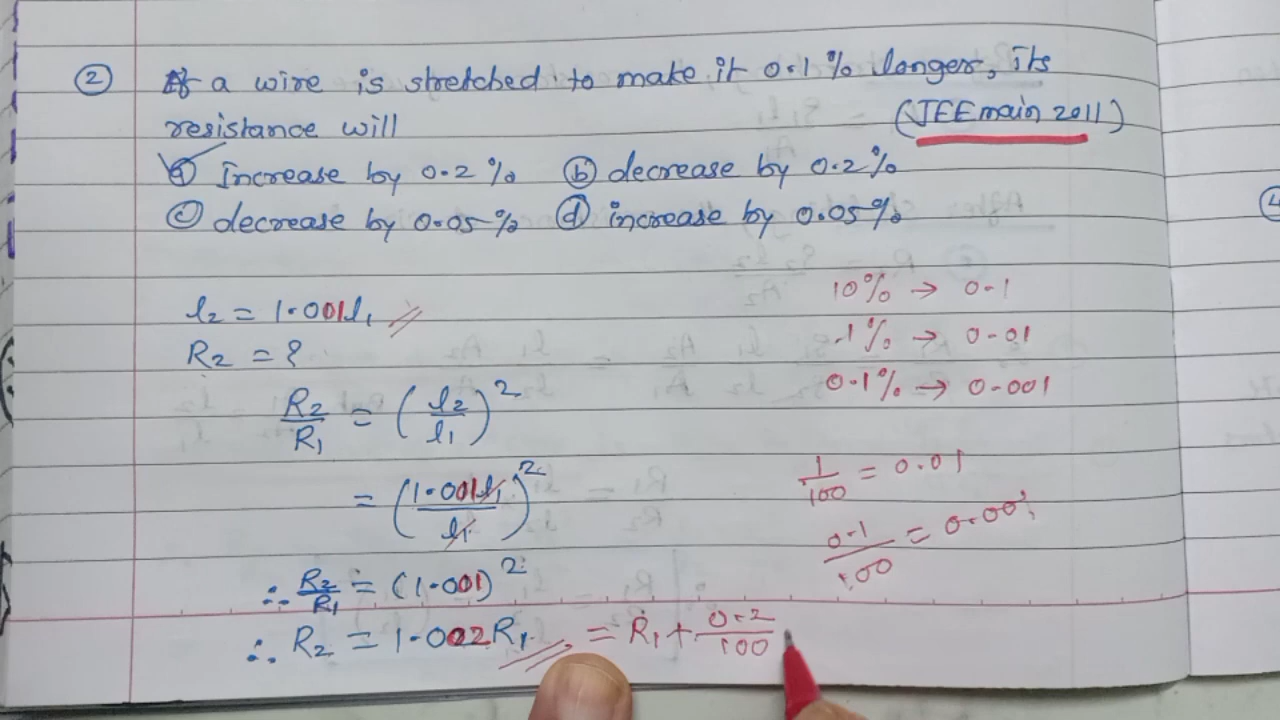 ② If a wire is stretched to make it 0.1% longer, its
resistance will (JEE main 2011)
ⓐ Increase by 0.2% ⓑ decrease by 0.2%
ⓒ decrease by 0.05% ⓓ increase by 0.05%
l₂ = 1.001l₁ //
R₂ = ?
R₂/R₁ = (l₂/l₁)²
= (1.001l₁/l₁)²
∴ R₂/R₁ = (1.001)²
∴ R₂ = 1.002R₁ = R₁ + 0.2/100
10% → 0.1
1% → 0.01
0.1% → 0.001
1/100 = 0.01
0.1/100 = 0.001